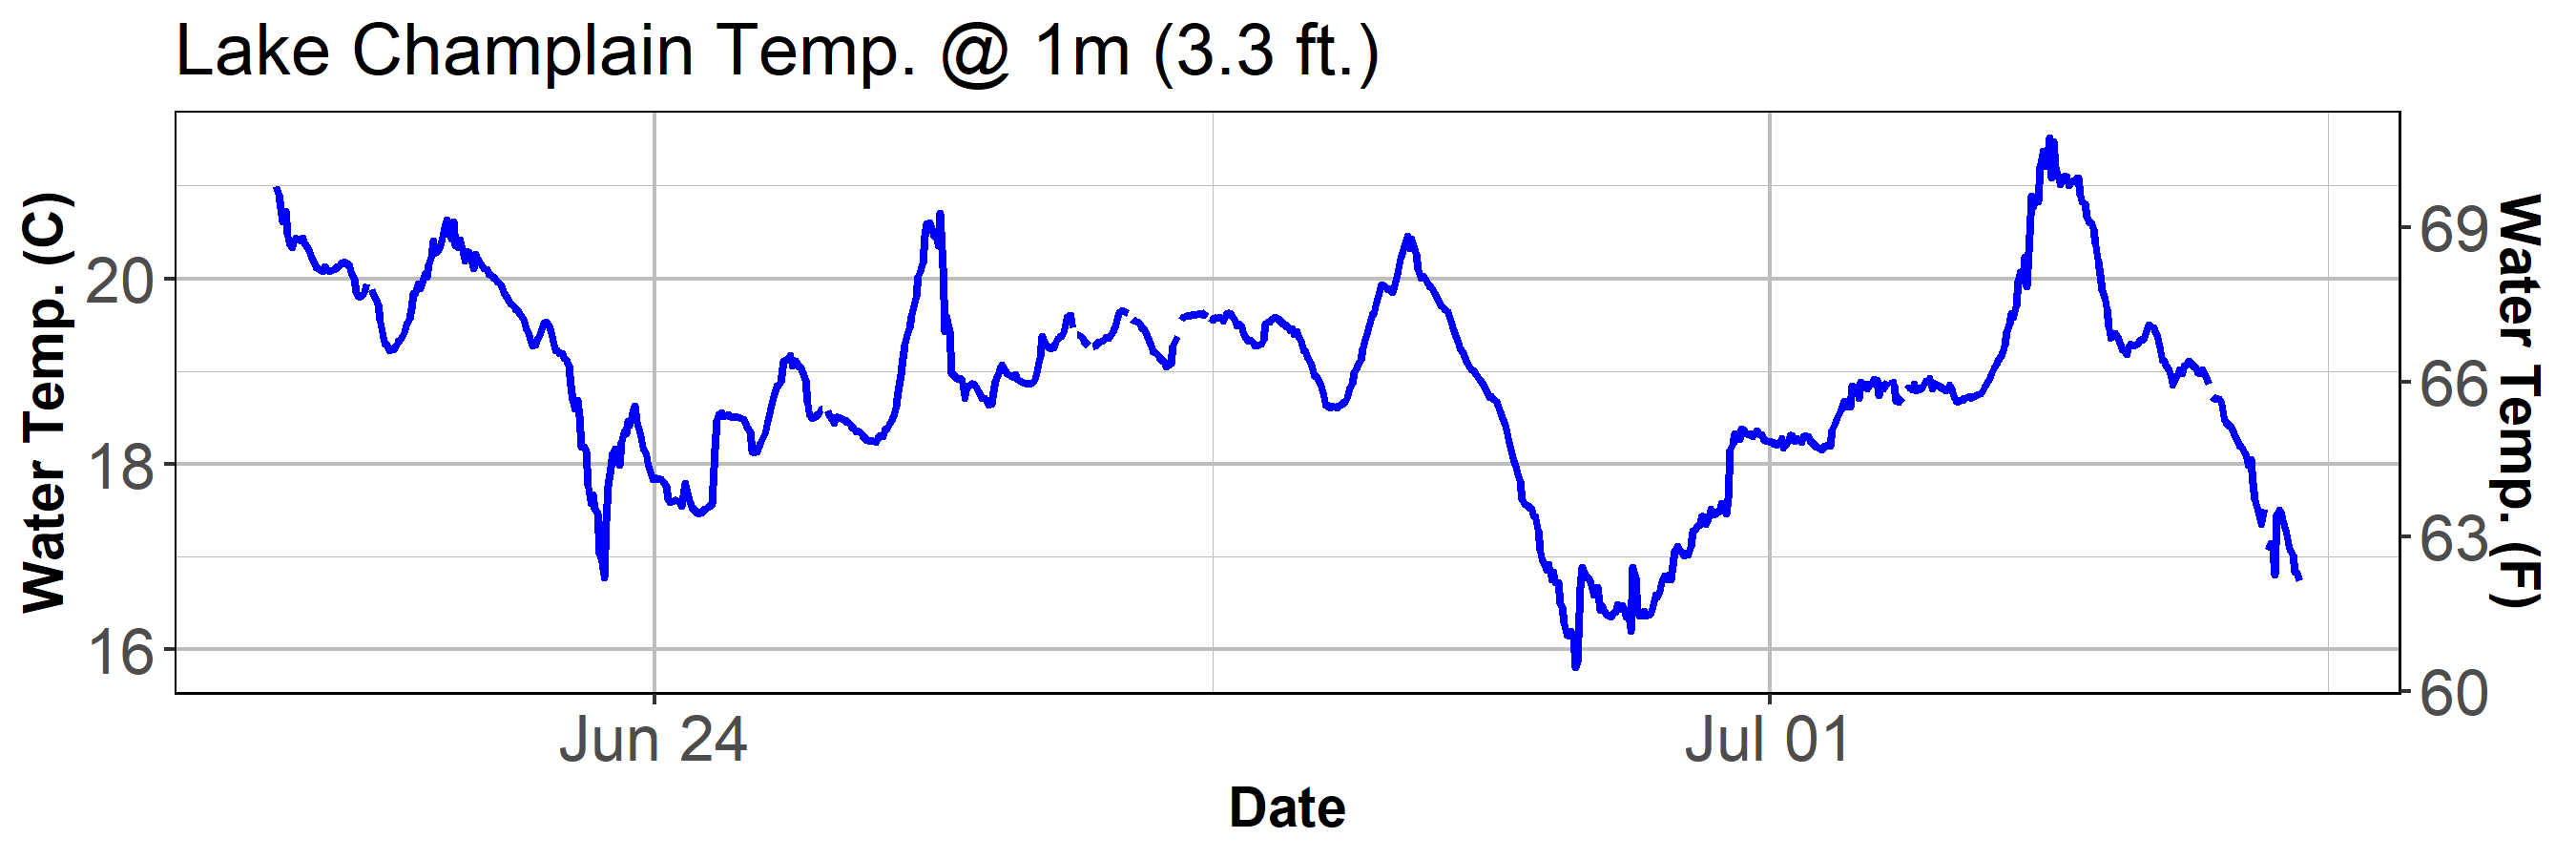 Lake Champlain Temp. @ 1m (3.3 ft.)
Water Temp. (C)
20
18
16
69
66
63
60
Water Temp. (F)
Jun 24
Jul 01
Date